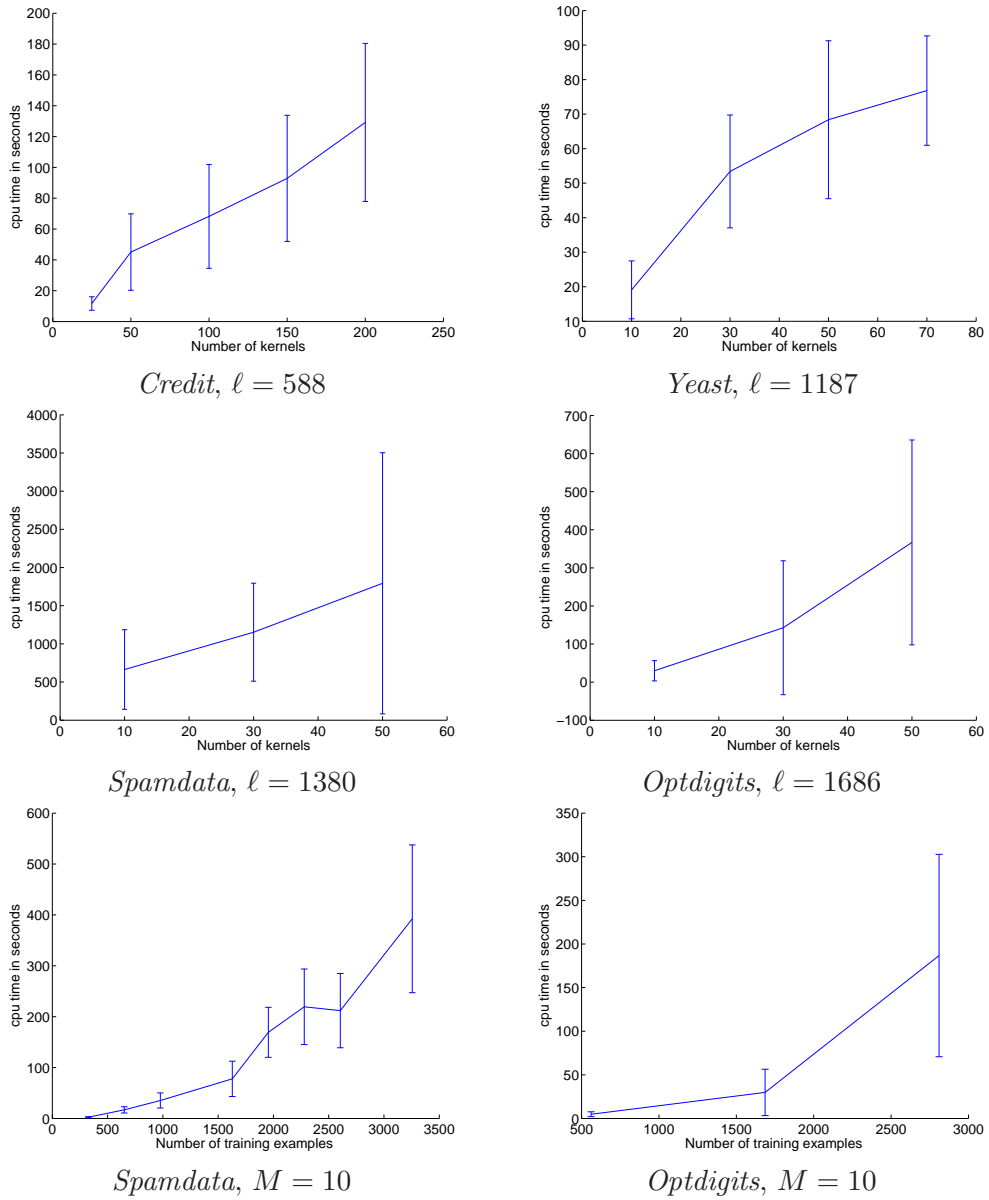 200
180
160
140
120
100
80
60
40
20
0
cpu time in seconds
0 50 100 150 200 250
Number of kernels
Credit, ℓ = 588
100
90
80
70
60
50
40
30
20
10
cpu time in seconds
0 10 20 30 40 50 60 70 80
Number of kernels
Yeast, ℓ = 1187
4000
3500
3000
2500
2000
1500
1000
500
0
cpu time in seconds
0 10 20 30 40 50 60
Number of kernels
Spamdata, ℓ = 1380
700
600
500
400
300
200
100
0
−100
cpu time in seconds
0 10 20 30 40 50 60
Number of kernels
Optdigits, ℓ = 1686
600
500
400
300
200
100
0
cpu time in seconds
0 500 1000 1500 2000 2500 3000 3500
Number of training examples
Spamdata, M = 10
350
300
250
200
150
100
50
0
cpu time in seconds
500 1000 1500 2000 2500 3000
Number of training examples
Optdigits, M = 10